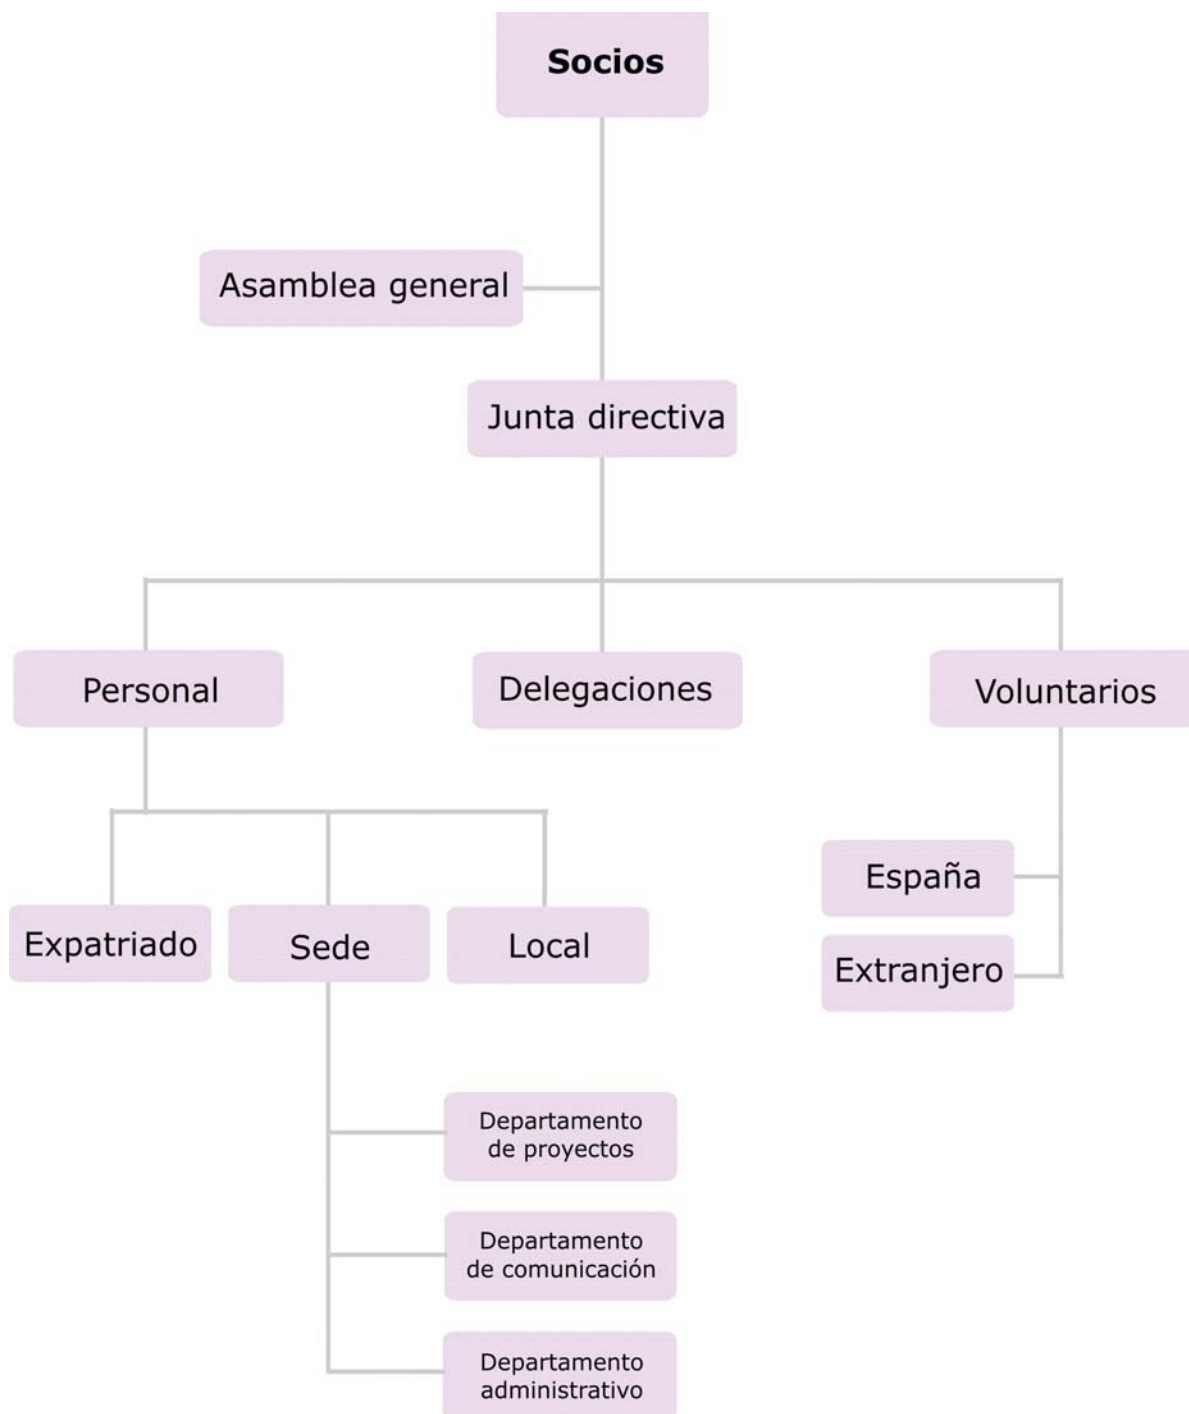 Socios
Asamblea general
Junta directiva
Personal
Delegaciones
Voluntarios
España
Extranjero
Expatriado
Sede
Local
Departamento
de proyectos
Departamento
de comunicación
Departamento
administrativo